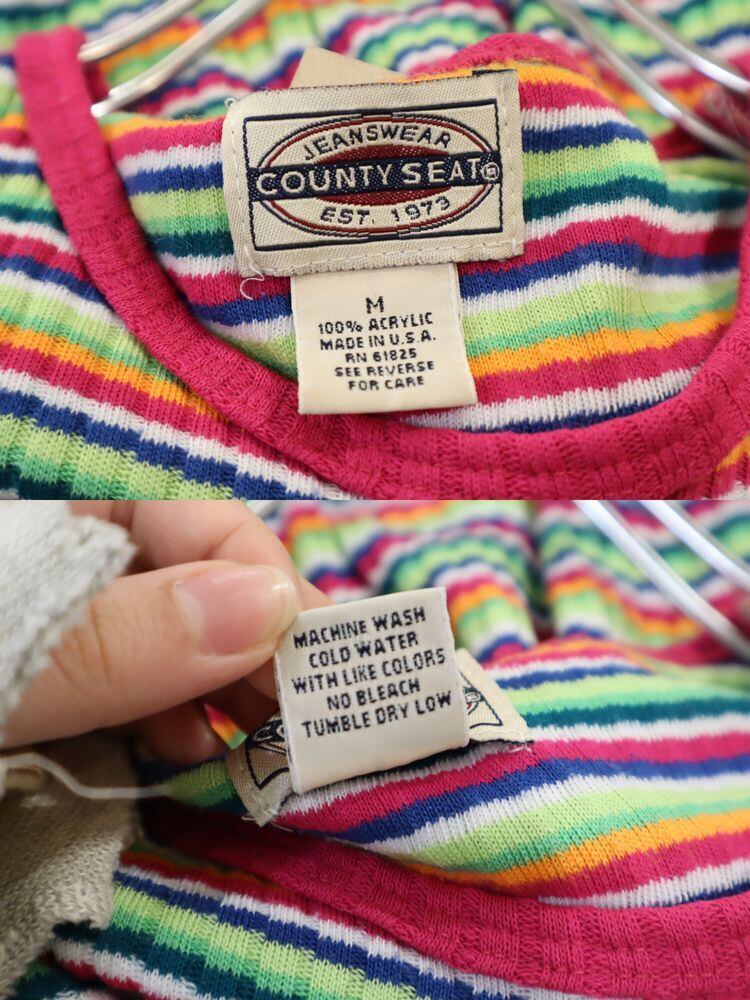 JEANSWEAR
COUNTY SEAT®
EST. 1973
M
100% ACRYLIC
MADE IN U.S.A.
RN 61825
SEE REVERSE
FOR CARE
MACHINE WASH
COLD WATER
WITH LIKE COLORS
NO BLEACH
TUMBLE DRY LOW